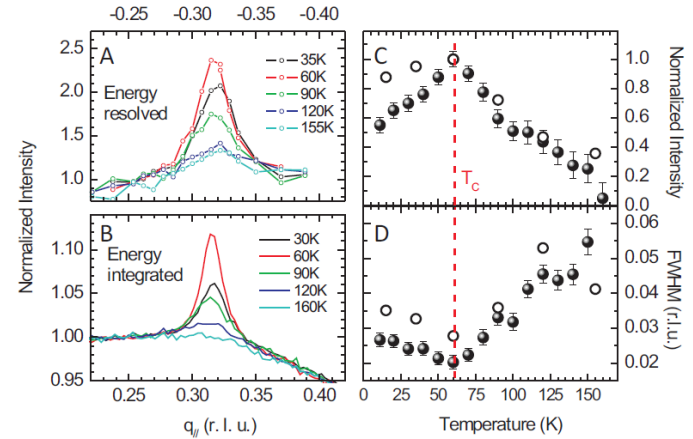 -0.25 -0.30 -0.35 -0.40
2.5
2.0
1.5
1.0
A
Energy
resolved
35K
60K
90K
120K
155K
Normalized Intensity
1.10
1.05
1.00
0.95
B
Energy
integrated
30K
60K
90K
120K
160K
0.25 0.30 0.35 0.40
q// (r. l. u.)
C
Tc
1.0
0.8
0.6
0.4
0.2
0.0
Normalized Intensity
D
0.06
0.05
0.04
0.03
0.02
FWHM (r.l.u.)
0 25 50 75 100 125 150
Temperature (K)